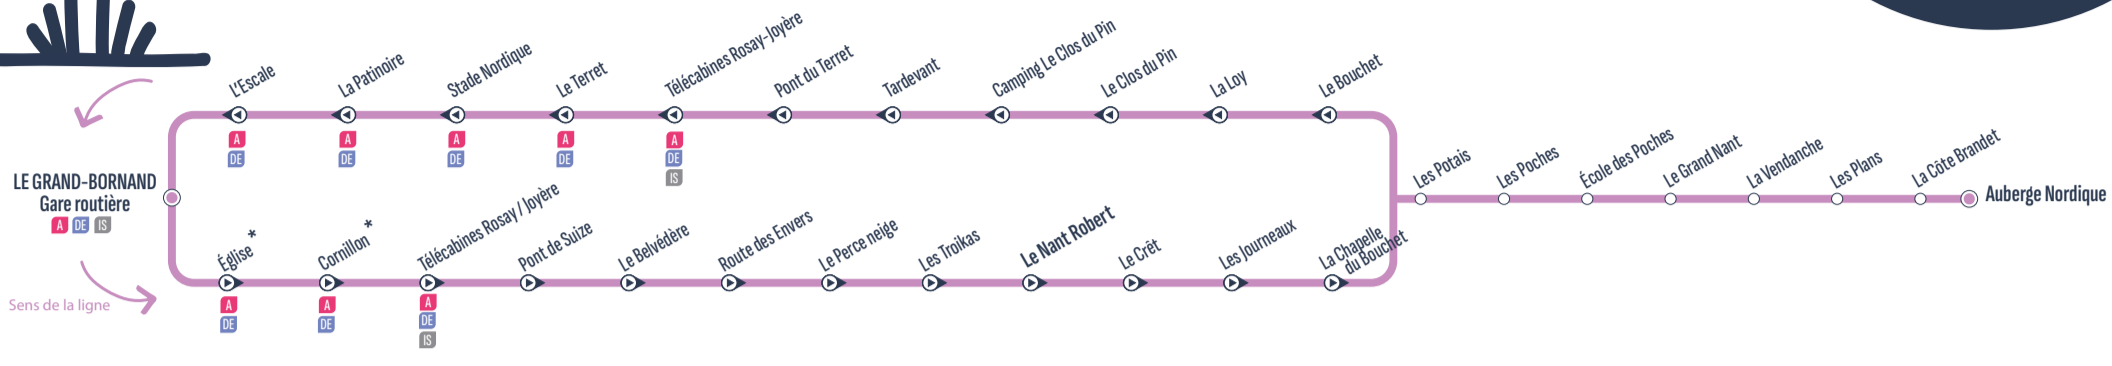 L'Escale
La Patinoire
Stade Nordique
Le Terret
Télécabines Rosay-Joyère
Pont du Terret
Tardevant
Camping Le Clos du Pin
Le Clos du Pin
La Loy
Le Bouchet
A
DE
A
DE
A
DE
A
DE
A
DE
IS
LE GRAND-BORNAND
Gare routière
A DE IS
Sens de la ligne
Église *
Cornillon *
Télécabines Rosay / Joyère
Pont de Suize
Le Belvédère
Route des Envers
Le Perce neige
Les Troikas
Le Nant Robert
Le Crêt
Les Journeaux
La Chapelle
du Bouchet
A
DE
A
DE
A
DE
IS
Les Potais
Les Poches
École des Poches
Le Grand Nant
La Vendanche
Les Plans
La Côte Brandet
Auberge Nordique